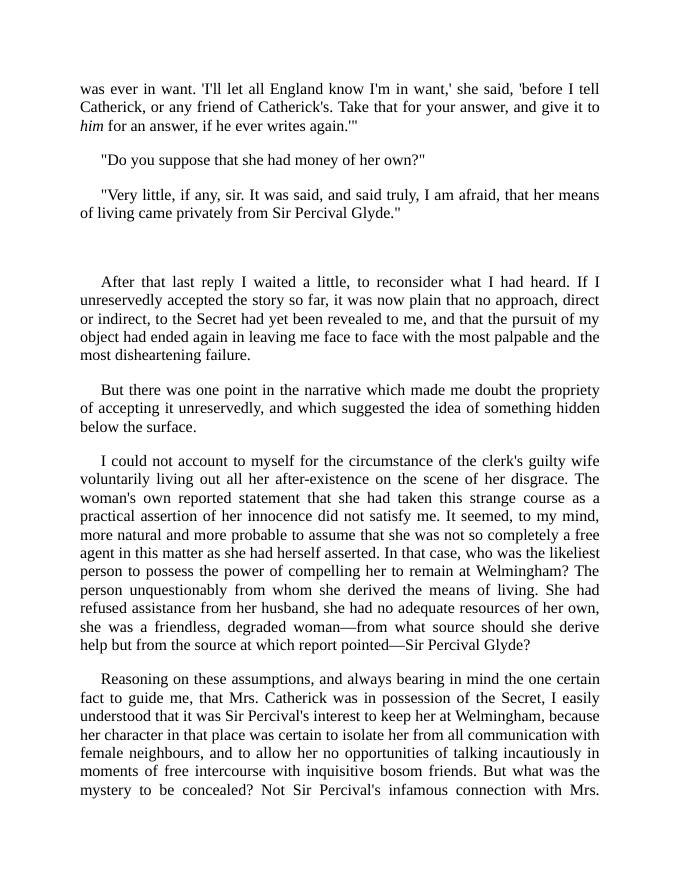 was ever in want. 'I'll let all England know I'm in want,' she said, 'before I tell
Catherick, or any friend of Catherick's. Take that for your answer, and give it to
him for an answer, if he ever writes again.'"
"Do you suppose that she had money of her own?"
"Very little, if any, sir. It was said, and said truly, I am afraid, that her means
of living came privately from Sir Percival Glyde."
After that last reply I waited a little, to reconsider what I had heard. If I
unreservedly accepted the story so far, it was now plain that no approach, direct
or indirect, to the Secret had yet been revealed to me, and that the pursuit of my
object had ended again in leaving me face to face with the most palpable and the
most disheartening failure.
But there was one point in the narrative which made me doubt the propriety
of accepting it unreservedly, and which suggested the idea of something hidden
below the surface.
I could not account to myself for the circumstance of the clerk's guilty wife
voluntarily living out all her after-existence on the scene of her disgrace. The
woman's own reported statement that she had taken this strange course as a
practical assertion of her innocence did not satisfy me. It seemed, to my mind,
more natural and more probable to assume that she was not so completely a free
agent in this matter as she had herself asserted. In that case, who was the likeliest
person to possess the power of compelling her to remain at Welmingham? The
person unquestionably from whom she derived the means of living. She had
refused assistance from her husband, she had no adequate resources of her own,
she was a friendless, degraded woman—from what source should she derive
help but from the source at which report pointed—Sir Percival Glyde?
Reasoning on these assumptions, and always bearing in mind the one certain
fact to guide me, that Mrs. Catherick was in possession of the Secret, I easily
understood that it was Sir Percival's interest to keep her at Welmingham, because
her character in that place was certain to isolate her from all communication with
female neighbours, and to allow her no opportunities of talking incautiously in
moments of free intercourse with inquisitive bosom friends. But what was the
mystery to be concealed? Not Sir Percival's infamous connection with Mrs.